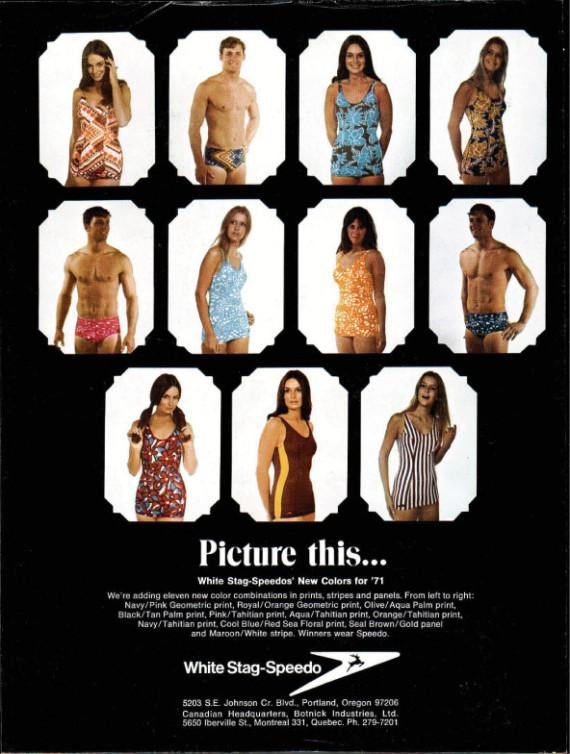 Picture this...
White Stag-Speedos' New Colors for '71
We're adding eleven new color combinations in prints, stripes and panels. From left to right:
Navy/Pink Geometric print, Royal/Orange Geometric print, Olive/Aqua Palm print,
Black/Tan Palm print, Pink/Tahitian print, Aqua/Tahitian print, Orange/Tahitian print,
Navy/Tahitian print, Cool Blue/Red Sea Floral print, Seal Brown/Gold panel
and Maroon/White stripe. Winners wear Speedo.
White Stag-Speedo
5203 S.E. Johnson Cr. Blvd., Portland, Oregon 97206
Canadian Headquarters, Botnick Industries, Ltd.
5650 Iberville St., Montreal 331, Quebec. Ph. 279-7201